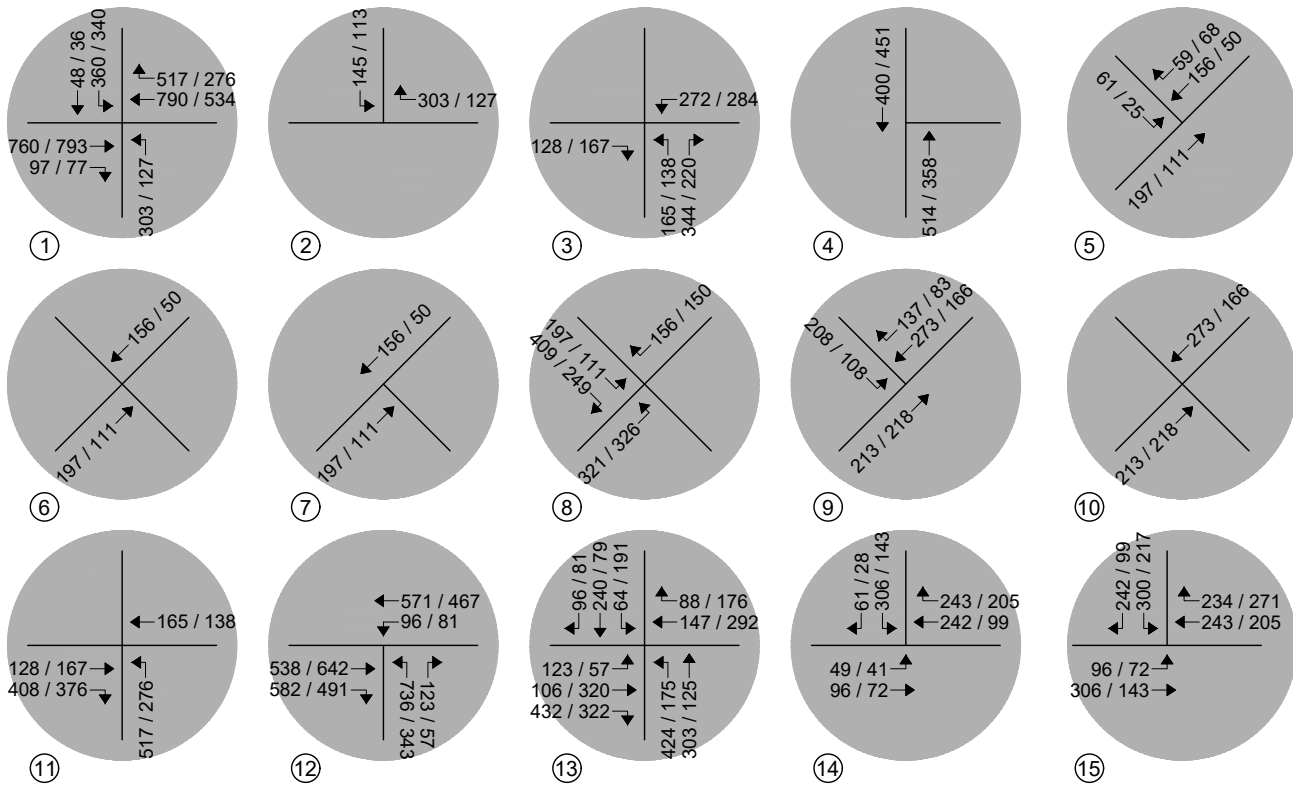 48 / 36
360 / 340
517 / 276
790 / 534
760 / 793
97 / 77
303 / 127
1
145 / 113
303 / 127
2
272 / 284
128 / 167
165 / 138
344 / 220
3
400 / 451
514 / 358
4
59 / 68
156 / 50
61 / 25
197 / 111
5
156 / 50
197 / 111
6
156 / 50
197 / 111
7
156 / 150
197 / 111
409 / 249
321 / 326
8
137 / 83
273 / 166
208 / 108
213 / 218
9
273 / 166
213 / 218
10
165 / 138
128 / 167
408 / 376
517 / 276
11
571 / 467
96 / 81
538 / 642
582 / 491
736 / 343
123 / 57
12
96 / 81
240 / 79
64 / 191
88 / 176
147 / 292
123 / 57
106 / 320
432 / 322
424 / 175
303 / 125
13
61 / 28
306 / 143
243 / 205
242 / 99
49 / 41
96 / 72
14
242 / 99
300 / 217
234 / 271
243 / 205
96 / 72
306 / 143
15